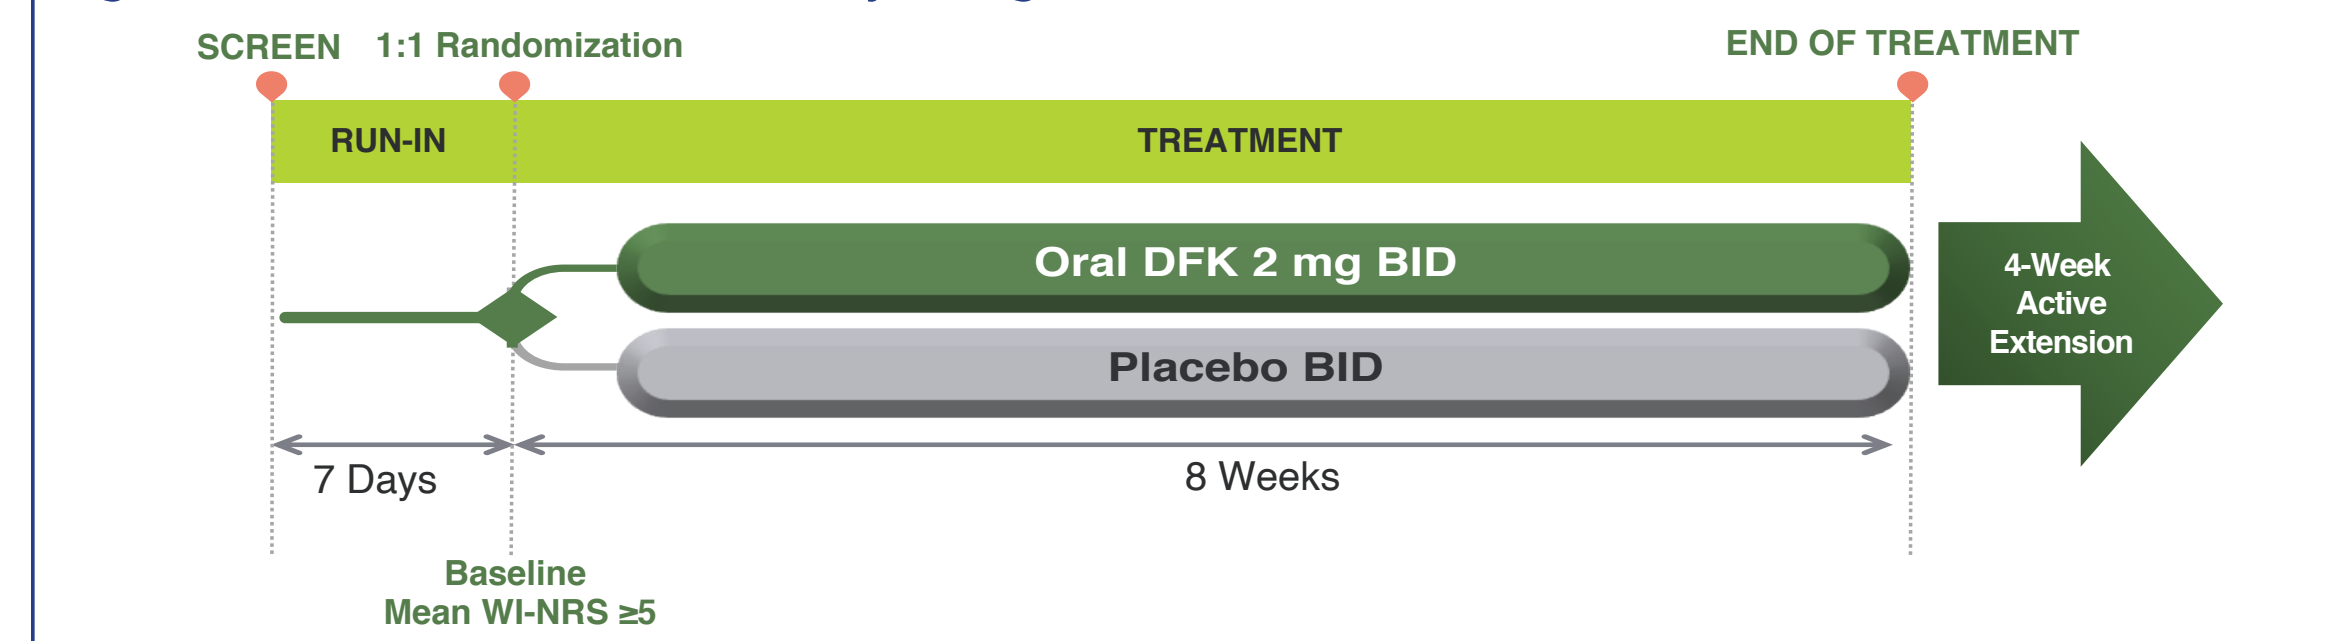 SCREEN
1:1 Randomization
END OF TREATMENT
RUN-IN
TREATMENT
Oral DFK 2 mg BID
Placebo BID
4-Week
Active
Extension
7 Days
8 Weeks
Baseline
Mean WI-NRS ≥5